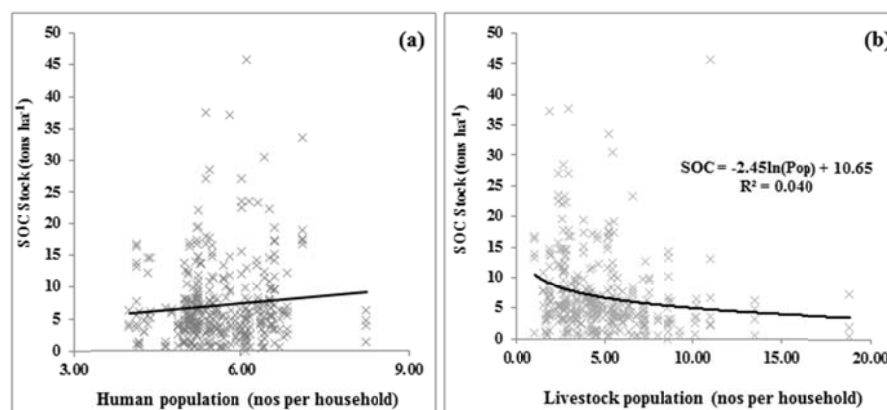 (a)
SOC Stock (tons ha⁻¹)
50
45
40
35
30
25
20
15
10
5
0
3.00 6.00 9.00
Human population (nos per household)
(b)
SOC Stock (tons ha⁻¹)
50
45
40
35
30
25
20
15
10
5
0
SOC = -2.45ln(Pop) + 10.65
R² = 0.040
0.00 5.00 10.00 15.00 20.00
Livestock population (nos per household)